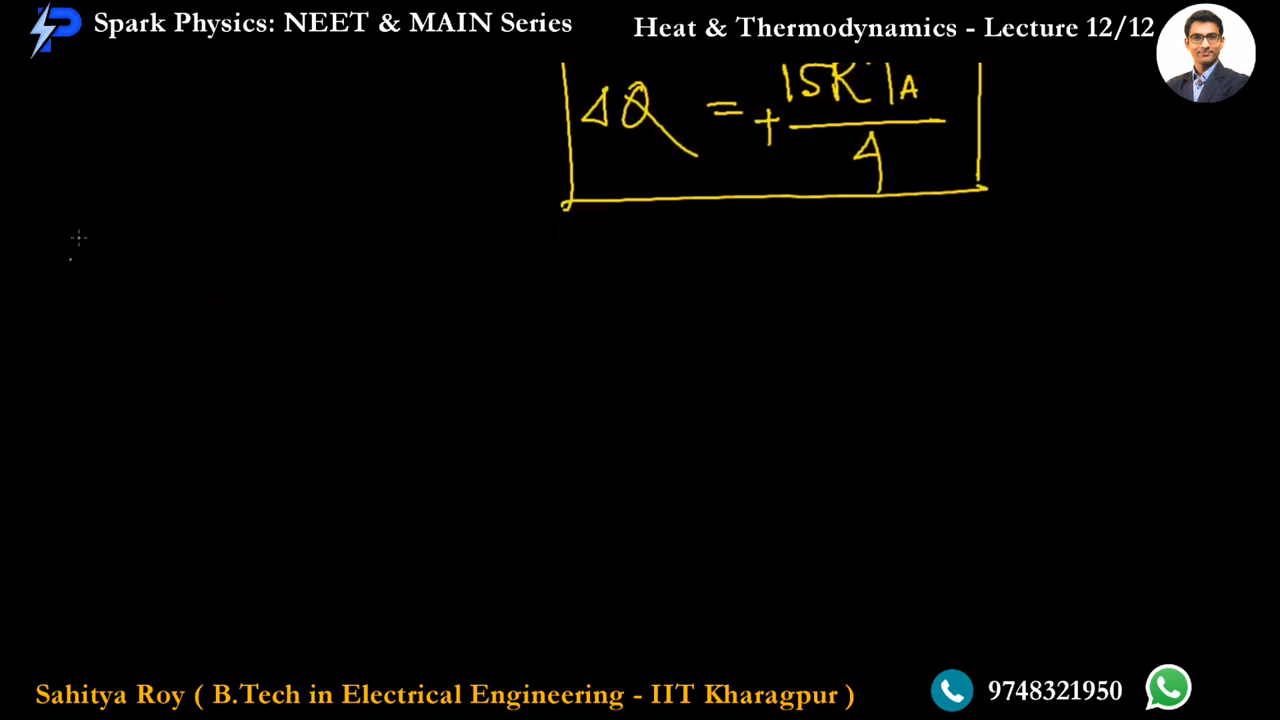 Spark Physics: NEET & MAIN Series
Heat & Thermodynamics - Lecture 12/12
ΔQ = + 15RT_A / 4
Sahitya Roy ( B.Tech in Electrical Engineering - IIT Kharagpur )
9748321950